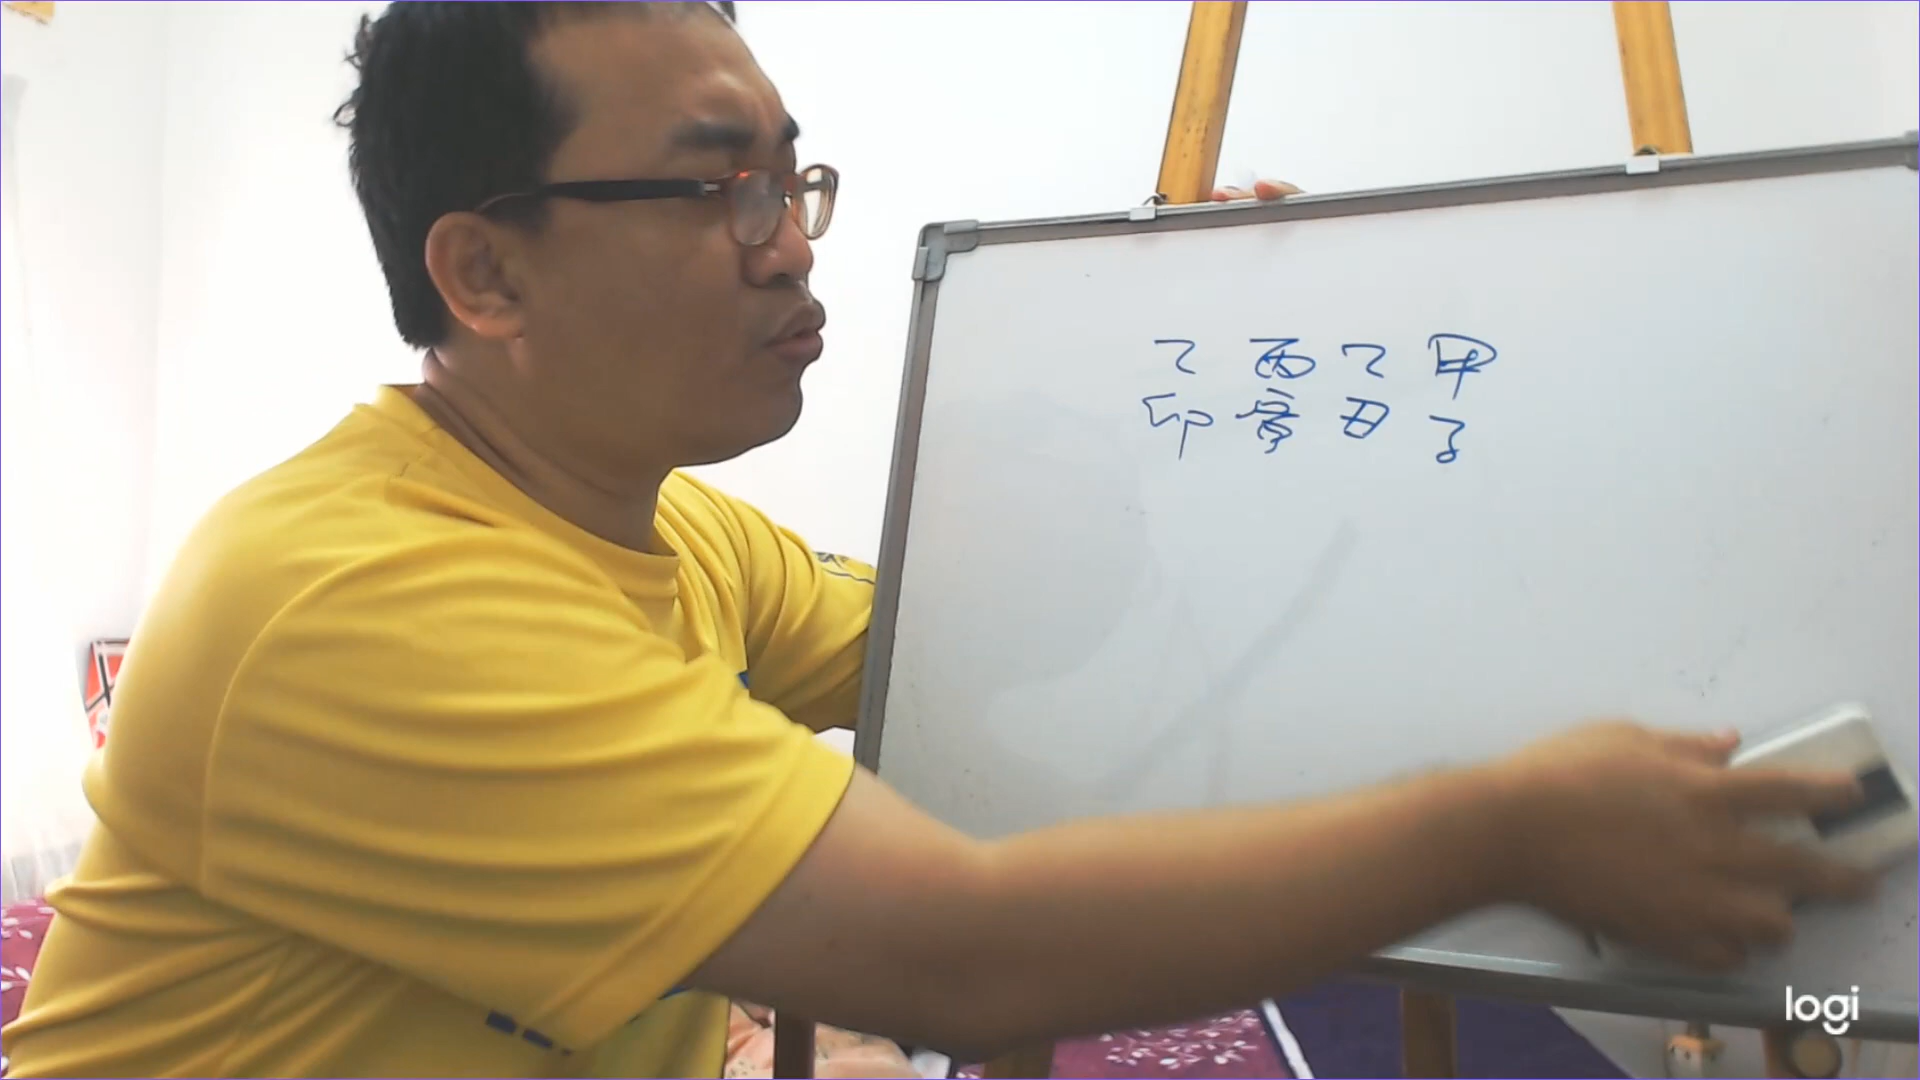 乙 丙 乙 甲
卯 寅 丑 子
logi